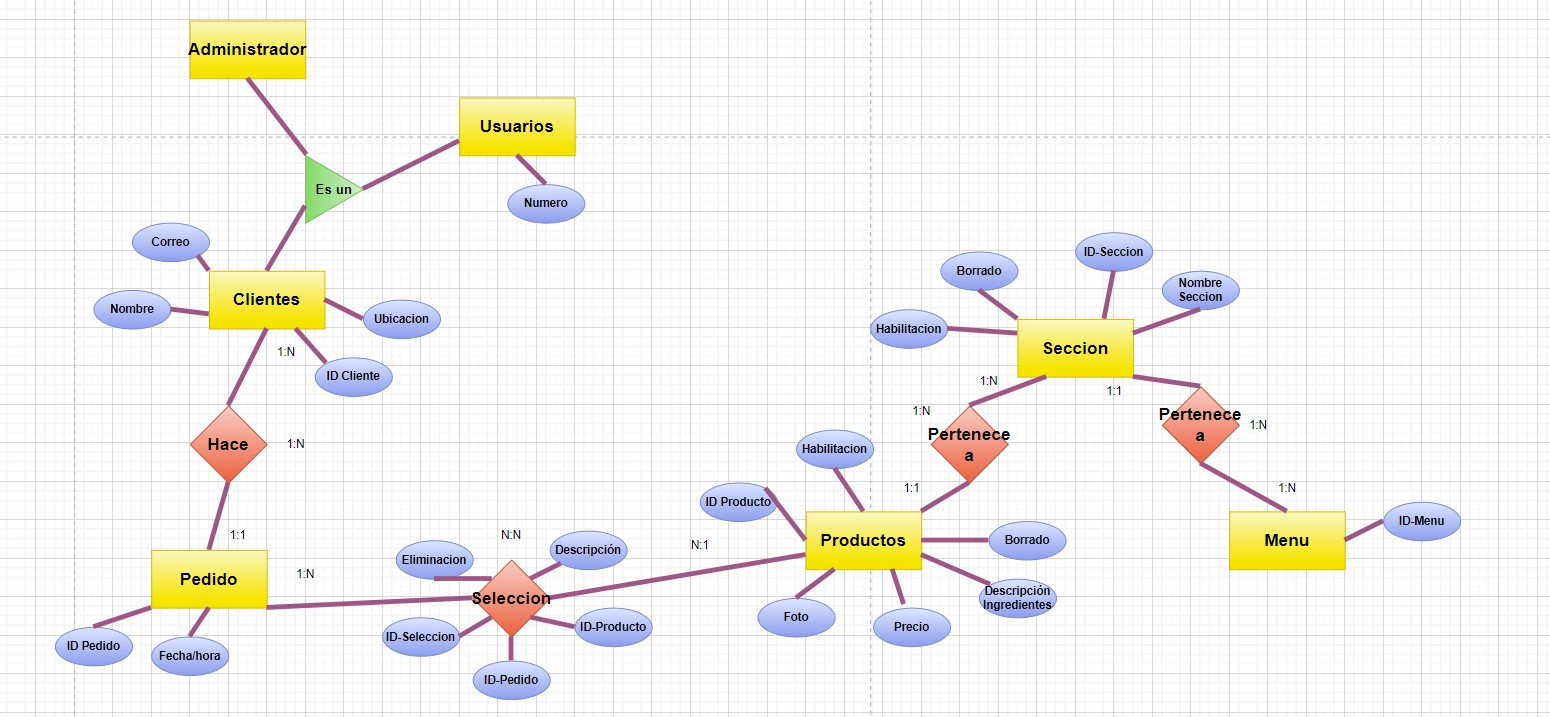 Administrador
Usuarios
Es un
Numero
Correo
Clientes
Nombre
Ubicacion
1:N
ID Cliente
Hace
1:N
1:1
Pedido
1:N
ID Pedido
Fecha/hora
N:N
Eliminacion
Descripción
Seleccion
ID-Seleccion
ID-Producto
ID-Pedido
N:1
ID-Seccion
Borrado
Nombre
Seccion
Habilitacion
Seccion
1:N
1:1
1:N
Pertenece
a
Pertenece
a
1:N
Habilitacion
1:1
1:N
ID Producto
Productos
Borrado
Descripción
Ingredientes
Foto
Precio
Menu
ID-Menu